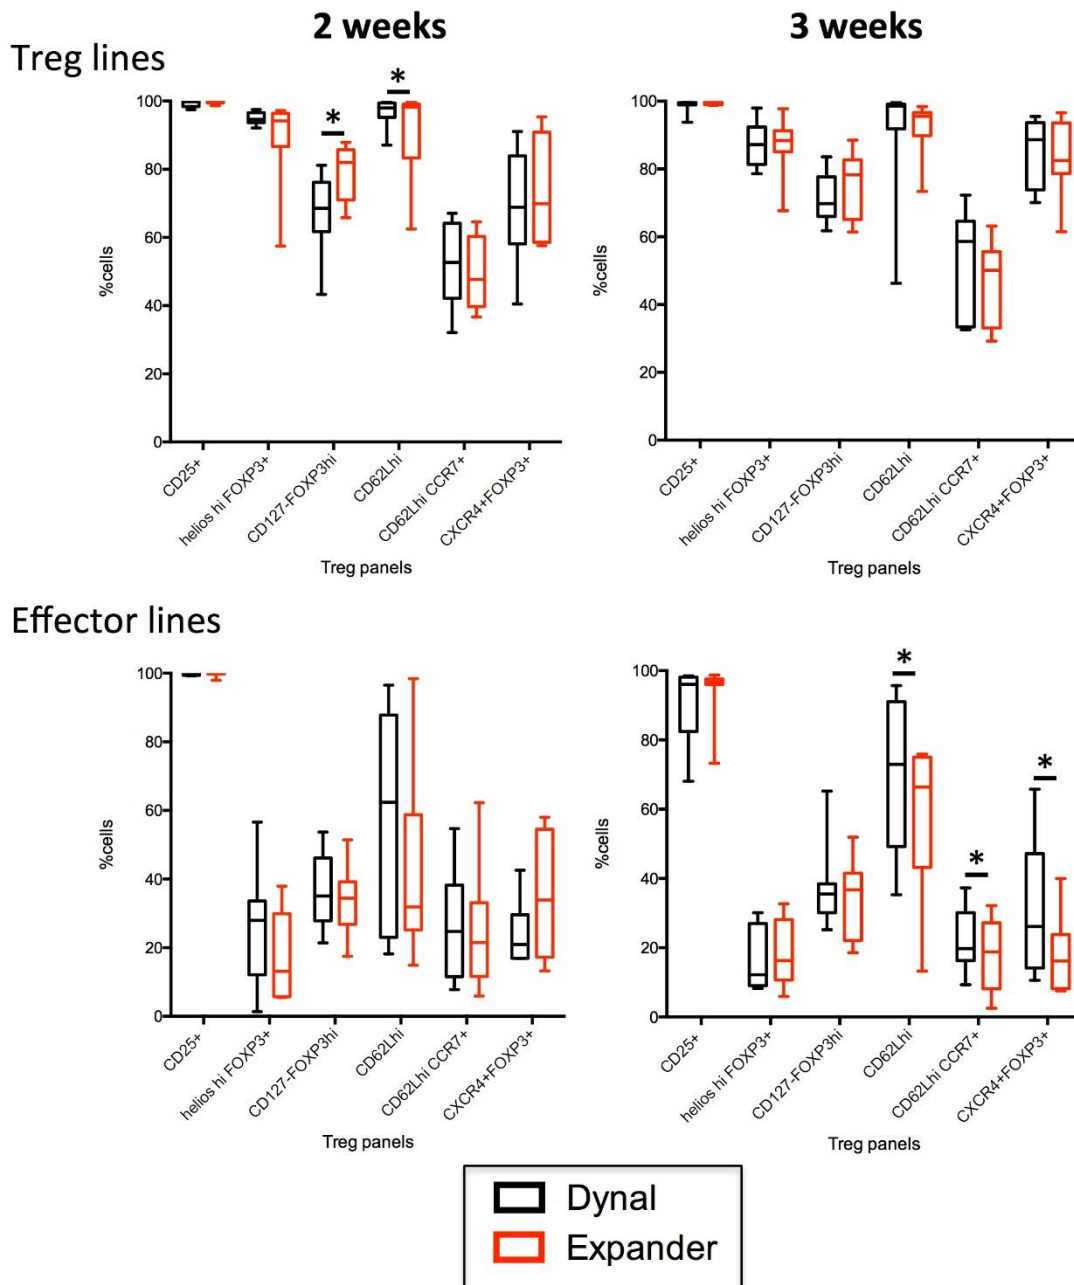 2 weeks
3 weeks
Treg lines
*
*
100
80
60
40
20
0
%cells
CD25+
helios hi FOXP3+
CD127-FOXP3hi
CD62Lhi
CD62Lhi CCR7+
CXCR4+FOXP3+
Treg panels
100
80
60
40
20
0
%cells
CD25+
helios hi FOXP3+
CD127-FOXP3hi
CD62Lhi
CD62Lhi CCR7+
CXCR4+FOXP3+
Treg panels
Effector lines
100
80
60
40
20
0
%cells
CD25+
helios hi FOXP3+
CD127-FOXP3hi
CD62Lhi
CD62Lhi CCR7+
CXCR4+FOXP3+
Treg panels
*
*
*
100
80
60
40
20
0
%cells
CD25+
helios hi FOXP3+
CD127-FOXP3hi
CD62Lhi
CD62Lhi CCR7+
CXCR4+FOXP3+
Treg panels
Dynal
Expander